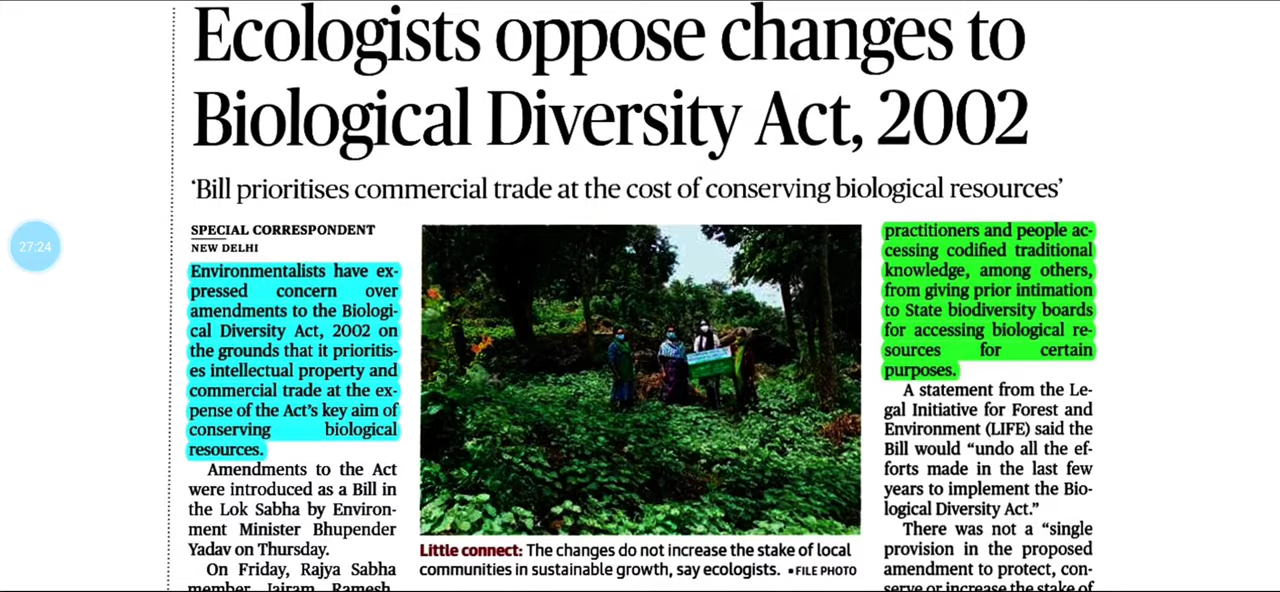 Ecologists oppose changes to
Biological Diversity Act, 2002
‘Bill prioritises commercial trade at the cost of conserving biological resources’
27:24
SPECIAL CORRESPONDENT
NEW DELHI
Environmentalists have ex-
pressed concern over
amendments to the Biologi-
cal Diversity Act, 2002 on
the grounds that it prioritis-
es intellectual property and
commercial trade at the ex-
pense of the Act’s key aim of
conserving biological
resources.
Amendments to the Act
were introduced as a Bill in
the Lok Sabha by Environ-
ment Minister Bhupender
Yadav on Thursday.
On Friday, Rajya Sabha
member Jairam Ramesh,
Little connect: The changes do not increase the stake of local
communities in sustainable growth, say ecologists. ▪FILE PHOTO
practitioners and people ac-
cessing codified traditional
knowledge, among others,
from giving prior intimation
to State biodiversity boards
for accessing biological re-
sources for certain
purposes.
A statement from the Le-
gal Initiative for Forest and
Environment (LIFE) said the
Bill would “undo all the ef-
forts made in the last few
years to implement the Bio-
logical Diversity Act.”
There was not a “single
provision in the proposed
amendment to protect, con-
serve or increase the stake of